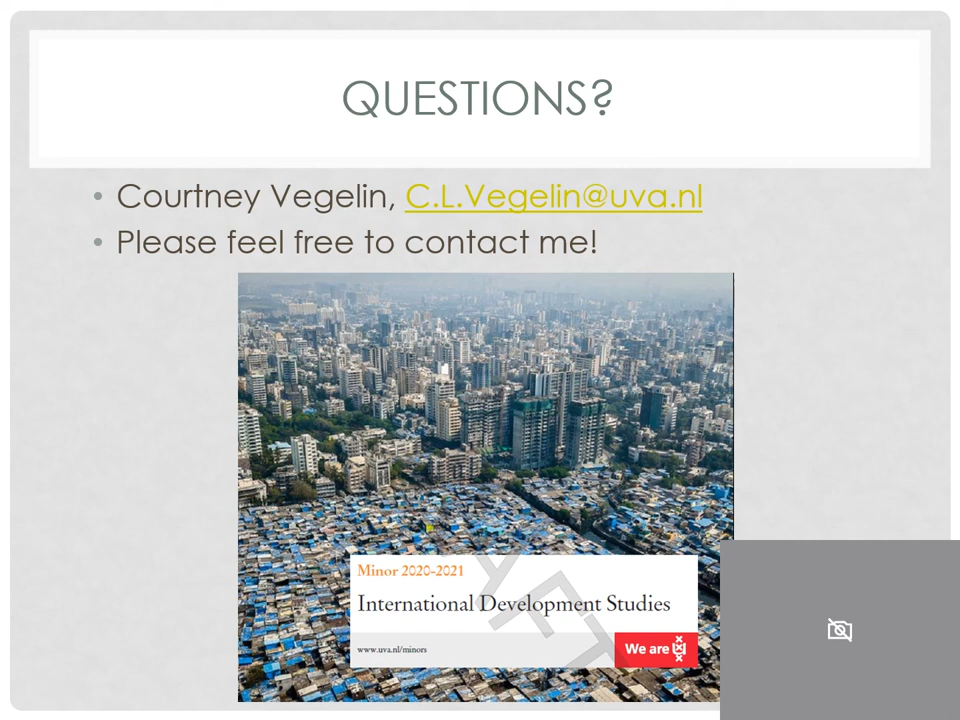 QUESTIONS?
• Courtney Vegelin, C.L.Vegelin@uva.nl
• Please feel free to contact me!
Minor 2020-2021
International Development Studies
www.uva.nl/minors
We are U